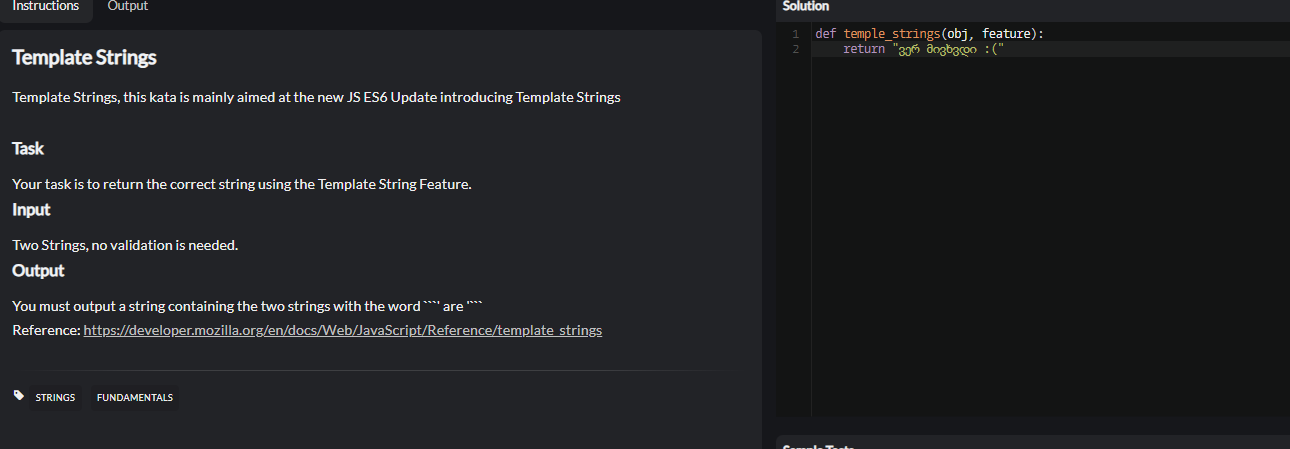 Instructions Output
Template Strings
Template Strings, this kata is mainly aimed at the new JS ES6 Update introducing Template Strings
Task
Your task is to return the correct string using the Template String Feature.
Input
Two Strings, no validation is needed.
Output
You must output a string containing the two strings with the word ```' are '```
Reference: https://developer.mozilla.org/en/docs/Web/JavaScript/Reference/template_strings
STRINGS FUNDAMENTALS
Solution
1 def temple_strings(obj, feature):
2 return "ვერ მივხვდი :("
Sample Tests